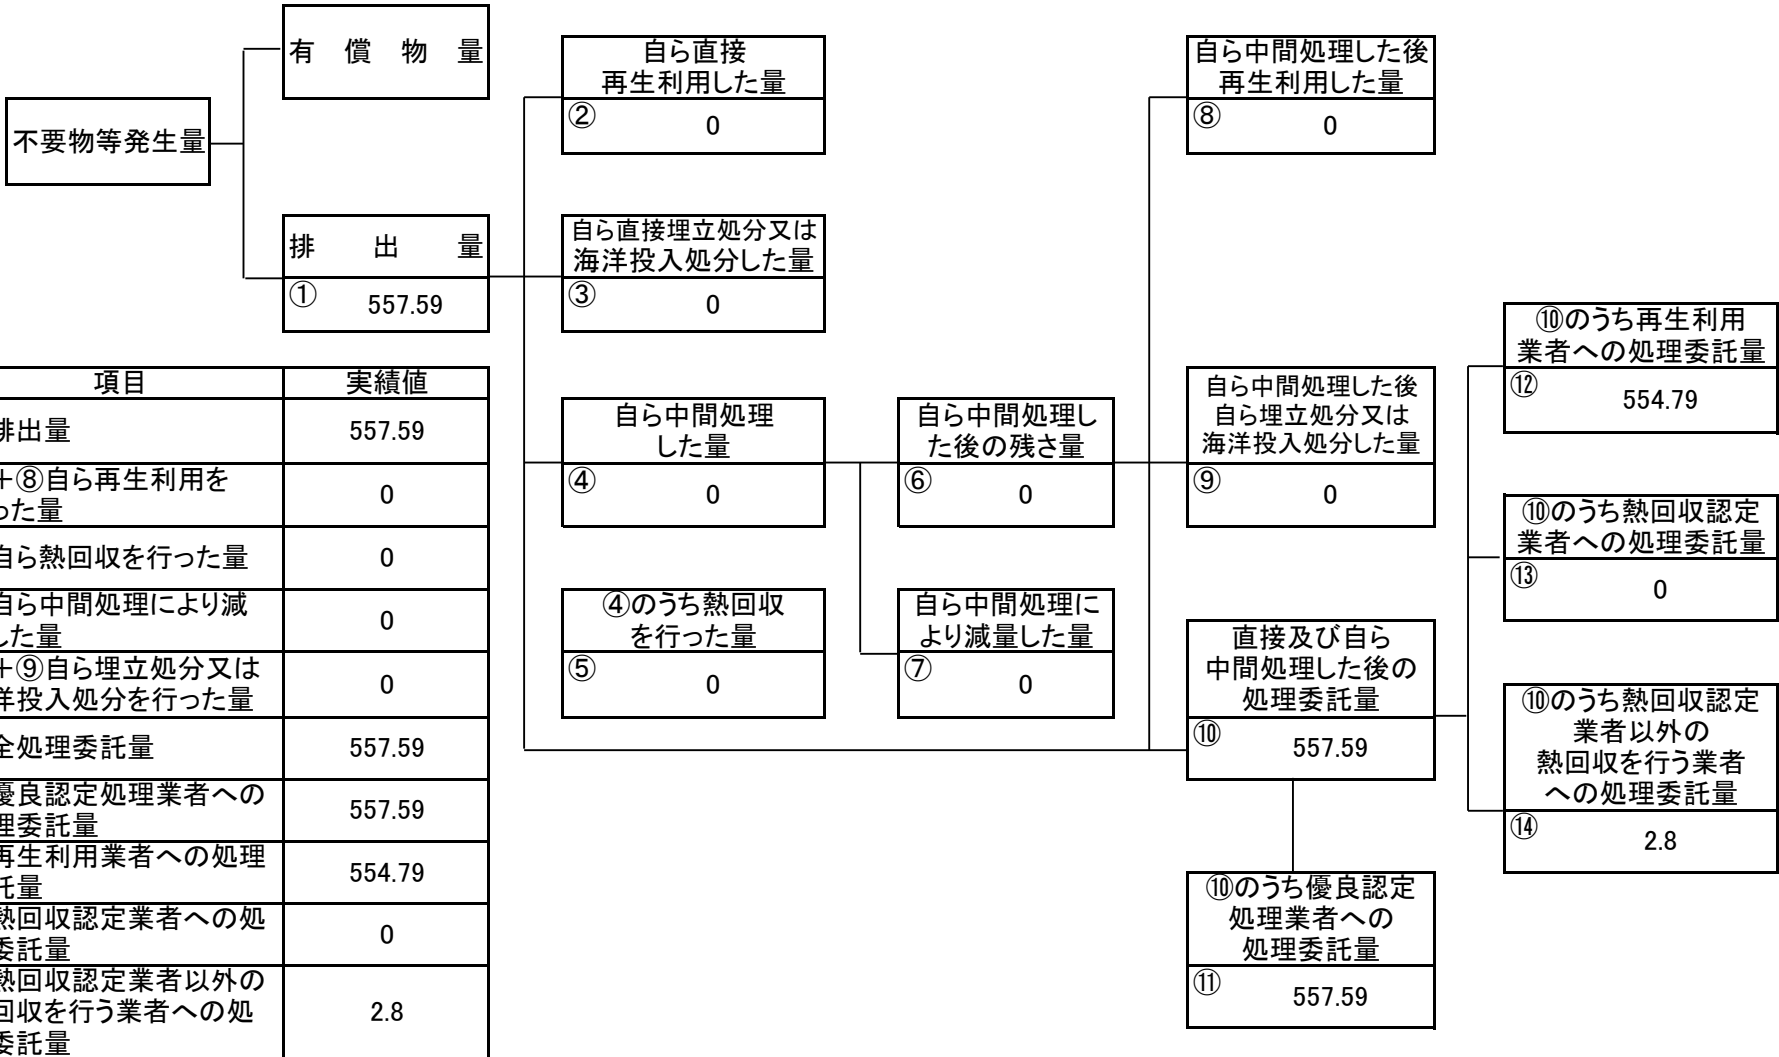 有償物量
不要物等発生量
排出量
① 557.59
自ら直接
再生利用した量
② 0
自ら直接埋立処分又は
海洋投入処分した量
③ 0
自ら中間処理
した量
④ 0
④のうち熱回収
を行った量
⑤ 0
自ら中間処理し
た後の残さ量
⑥ 0
自ら中間処理に
より減量した量
⑦ 0
自ら中間処理した後
再生利用した量
⑧ 0
自ら中間処理した後
自ら埋立処分又は
海洋投入処分した量
⑨ 0
直接及び自ら
中間処理した後の
処理委託量
⑩ 557.59
⑩のうち優良認定
処理業者への
処理委託量
⑪ 557.59
⑩のうち再生利用
業者への処理委託量
⑫ 554.79
⑩のうち熱回収認定
業者への処理委託量
⑬ 0
⑩のうち熱回収認定
業者以外の
熱回収を行う業者
への処理委託量
⑭ 2.8
項目 実績値
排出量 557.59
+⑧自ら再生利用を
った量 0
自ら熱回収を行った量 0
自ら中間処理により減
した量 0
+⑨自ら埋立処分又は
洋投入処分を行った量 0
全処理委託量 557.59
優良認定処理業者への
理委託量 557.59
再生利用業者への処理
託量 554.79
熱回収認定業者への処
委託量 0
熱回収認定業者以外の
回収を行う業者への処
委託量 2.8